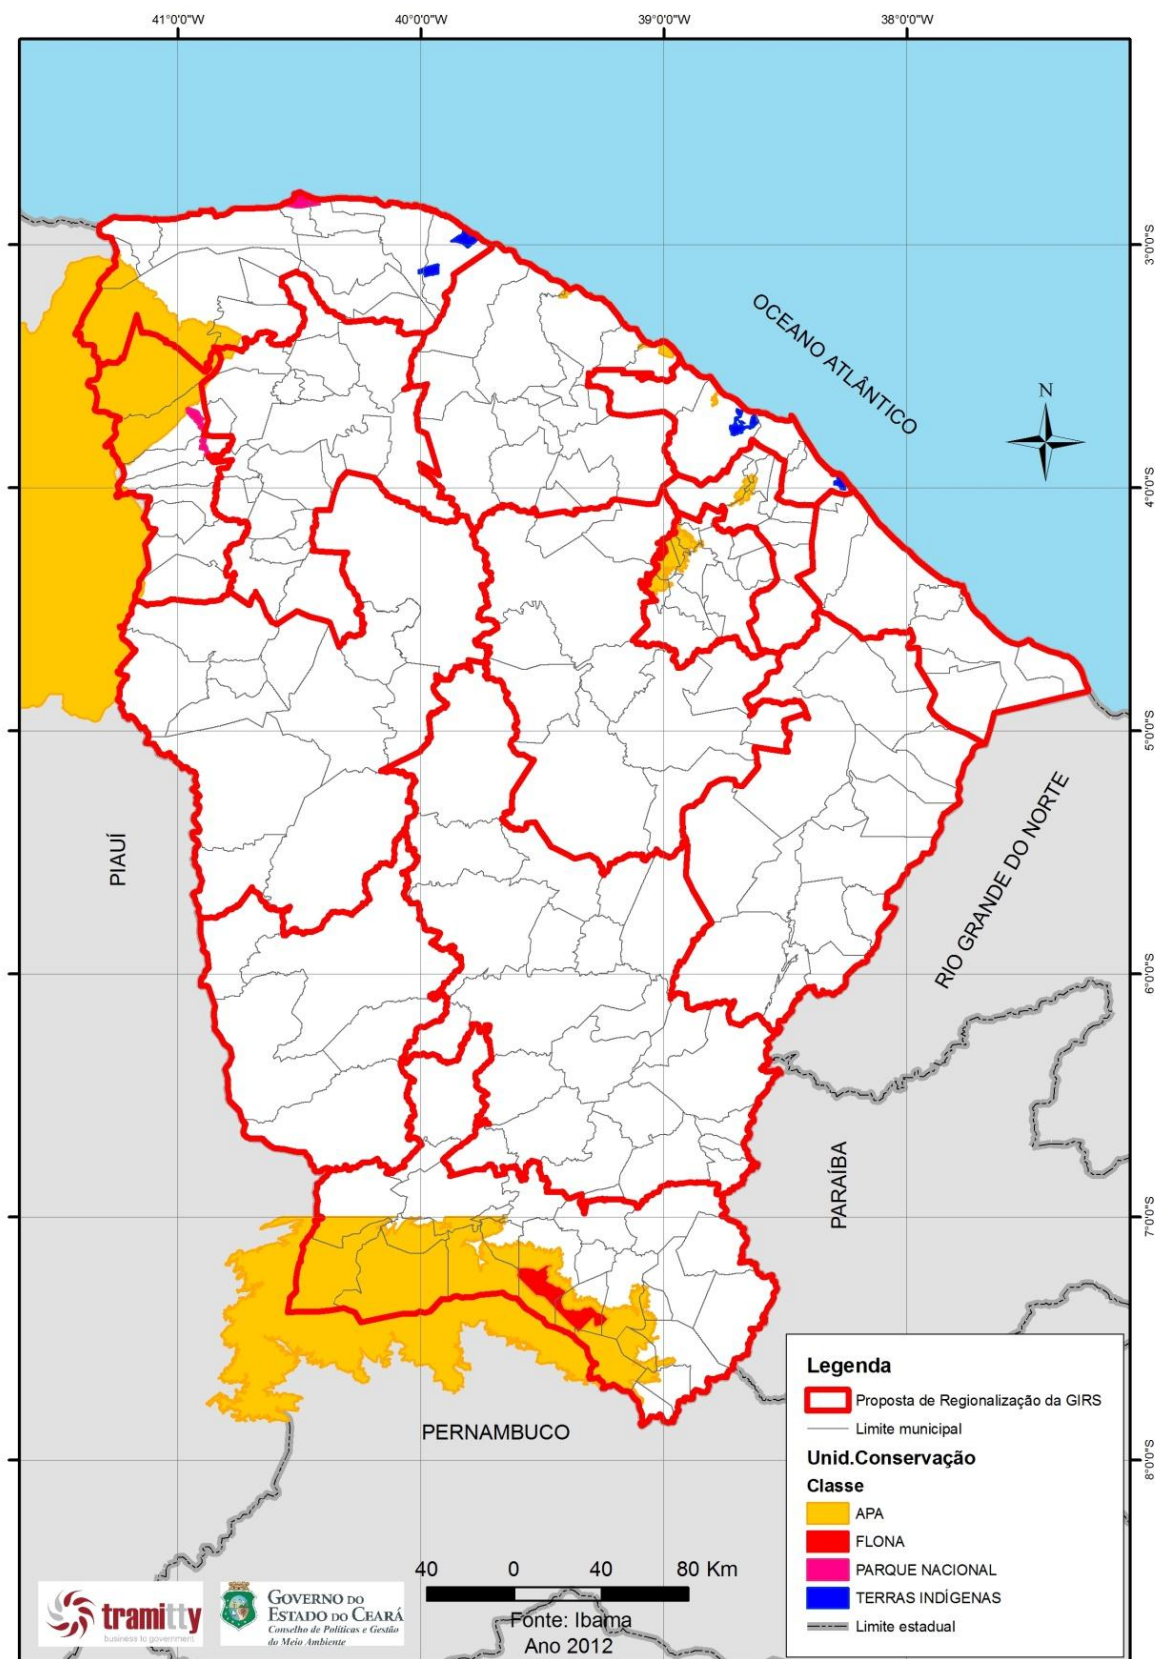 41°0'0"W
40°0'0"W
39°0'0"W
38°0'0"W
3°0'0"S
4°0'0"S
5°0'0"S
6°0'0"S
7°0'0"S
8°0'0"S
OCEANO ATLÂNTICO
N
PIAUÍ
RIO GRANDE DO NORTE
PARAÍBA
PERNAMBUCO
Legenda
Proposta de Regionalização da GIRS
Limite municipal
Unid.Conservação
Classe
APA
FLONA
PARQUE NACIONAL
TERRAS INDÍGENAS
Limite estadual
40 0 40 80 Km
Fonte: Ibama
Ano 2012
tramitty
business to government
GOVERNO DO
ESTADO DO CEARÁ
Conselho de Políticas e Gestão
do Meio Ambiente